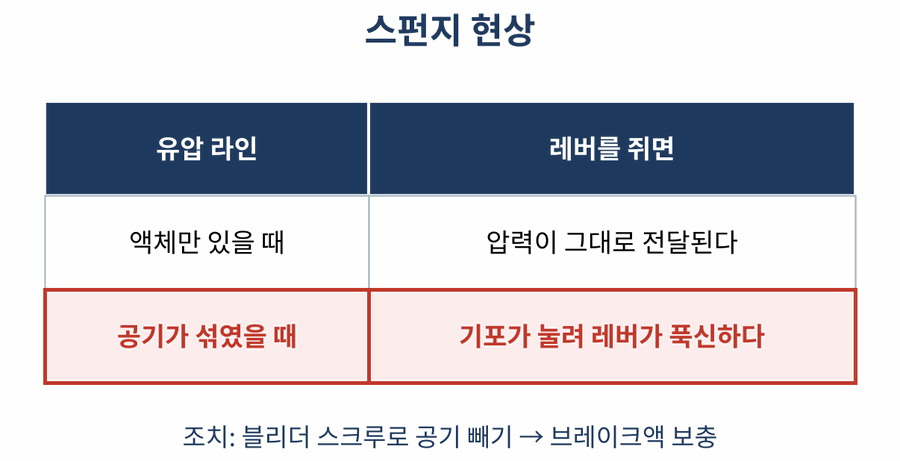 스펀지 현상
유압 라인
레버를 쥐면
액체만 있을 때
압력이 그대로 전달된다
공기가 섞였을 때
기포가 눌려 레버가 푹신하다
조치: 블리더 스크루로 공기 빼기 → 브레이크액 보충